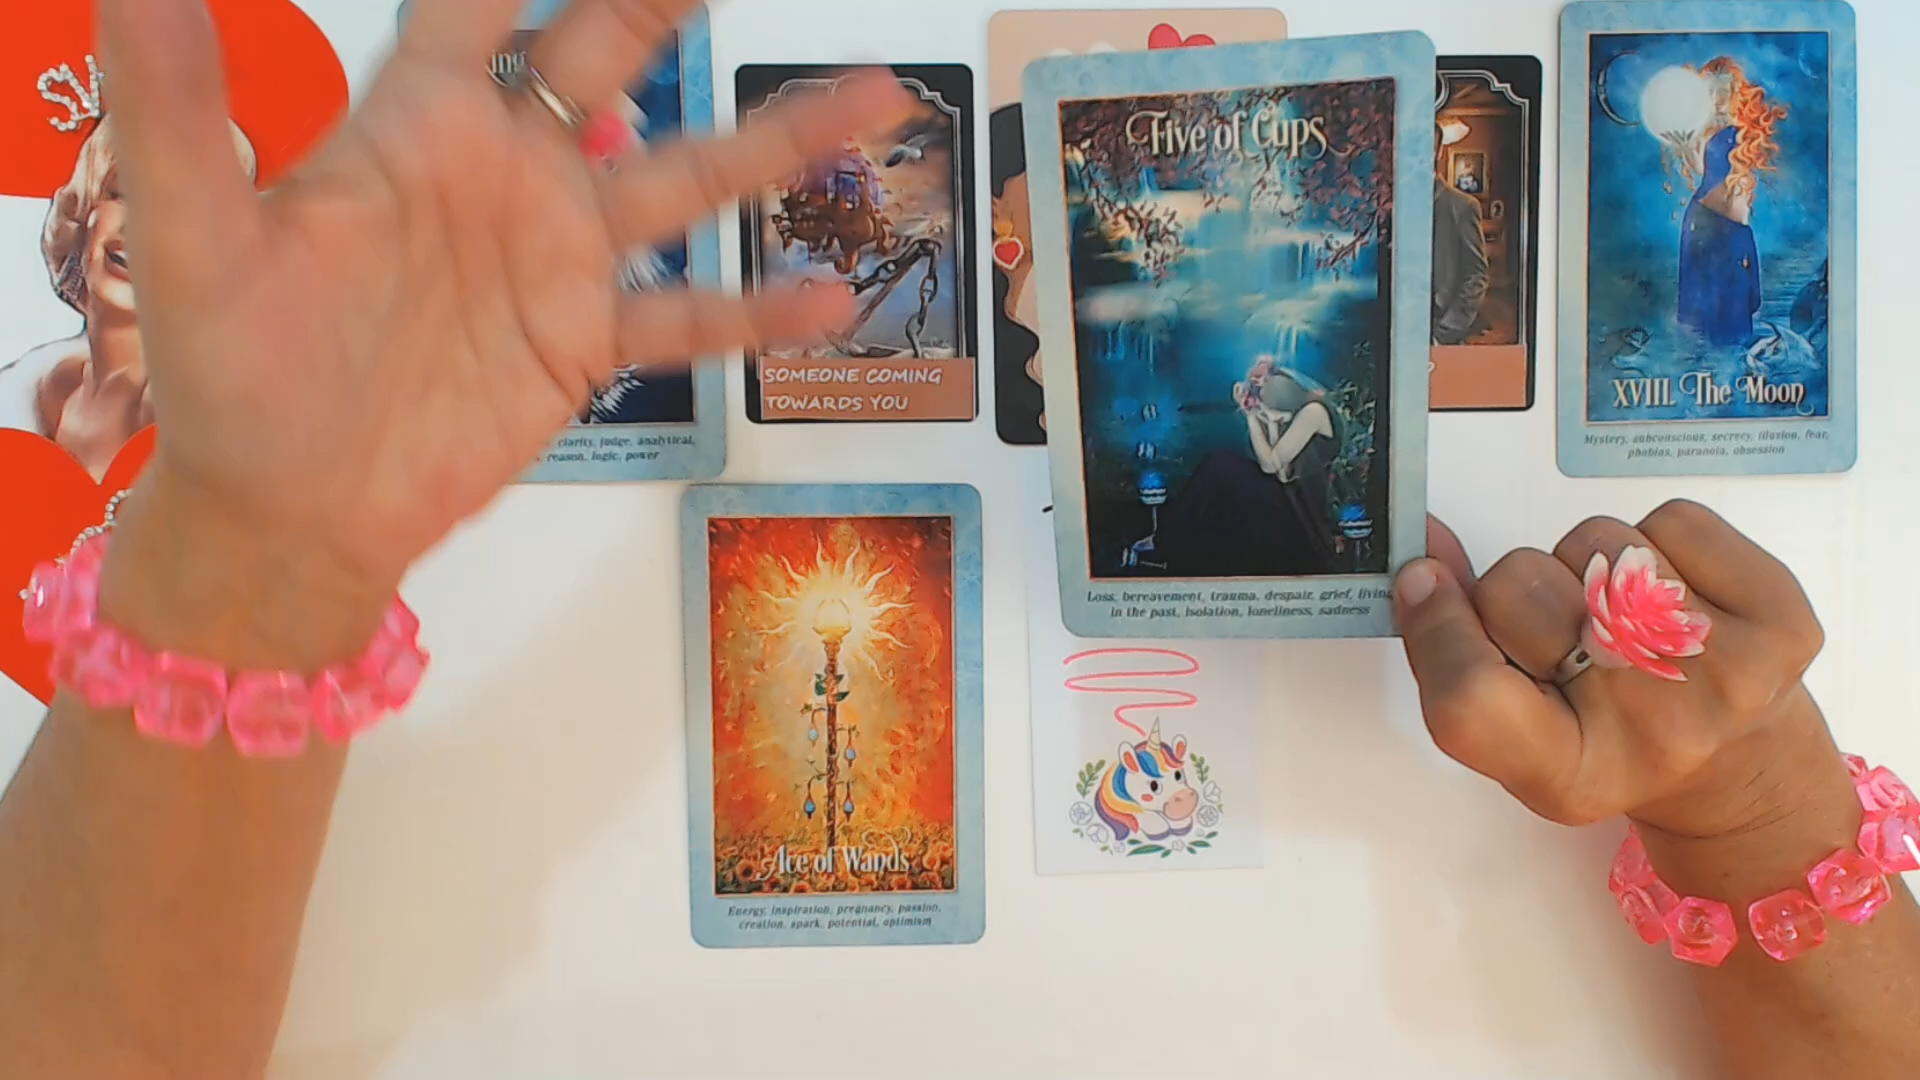 clarity, judge, analytical,
reason, logic, power
SOMEONE COMING
TOWARDS YOU
Five of Cups
Loss, bereavement, trauma, despair, grief, living
in the past, isolation, loneliness, sadness
XVIII. The Moon
Mystery, subconscious, secrecy, illusion, fear,
phobias, paranoia, obsession
Ace of Wands
Energy, inspiration, pregnancy, passion,
creation, spark, potential, optimism